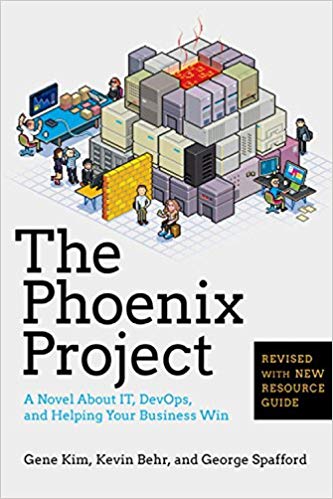 The
Phoenix
Project
A Novel About IT, DevOps,
and Helping Your Business Win
REVISED
WITH NEW
RESOURCE
GUIDE
Gene Kim, Kevin Behr, and George Spafford